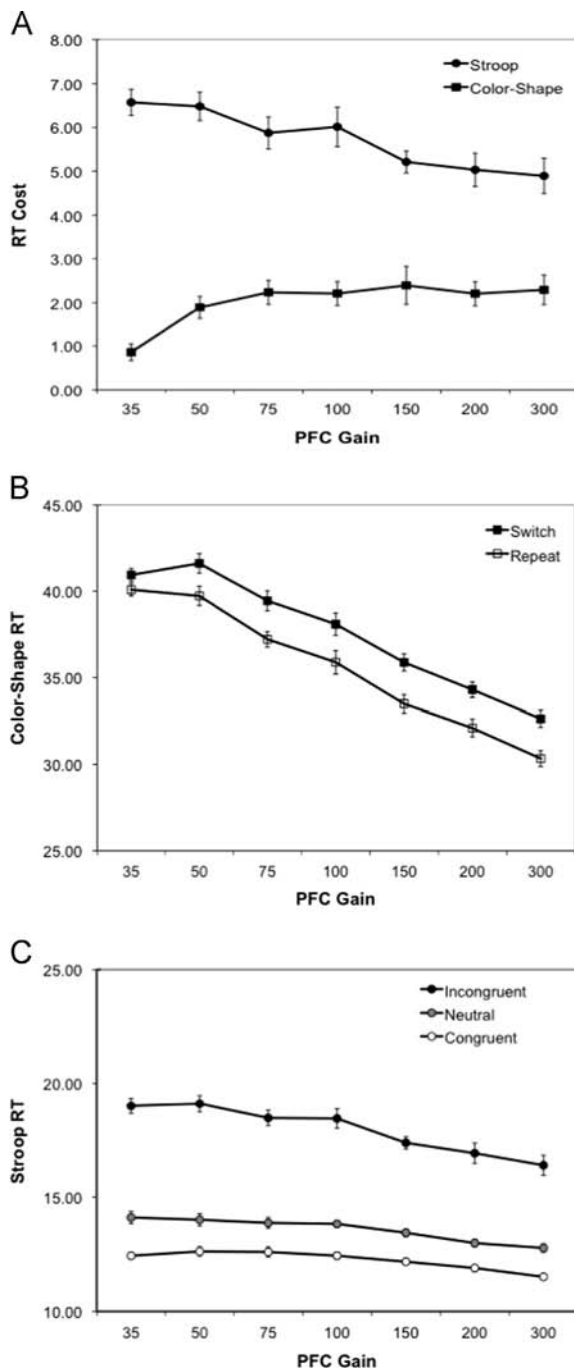 A
8.00
7.00
6.00
5.00
4.00
3.00
2.00
1.00
0.00
RT Cost
Stroop
Color-Shape
35 50 75 100 150 200 300
PFC Gain
B
45.00
40.00
35.00
30.00
25.00
Color-Shape RT
Switch
Repeat
35 50 75 100 150 200 300
PFC Gain
C
25.00
20.00
15.00
10.00
Stroop RT
Incongruent
Neutral
Congruent
35 50 75 100 150 200 300
PFC Gain